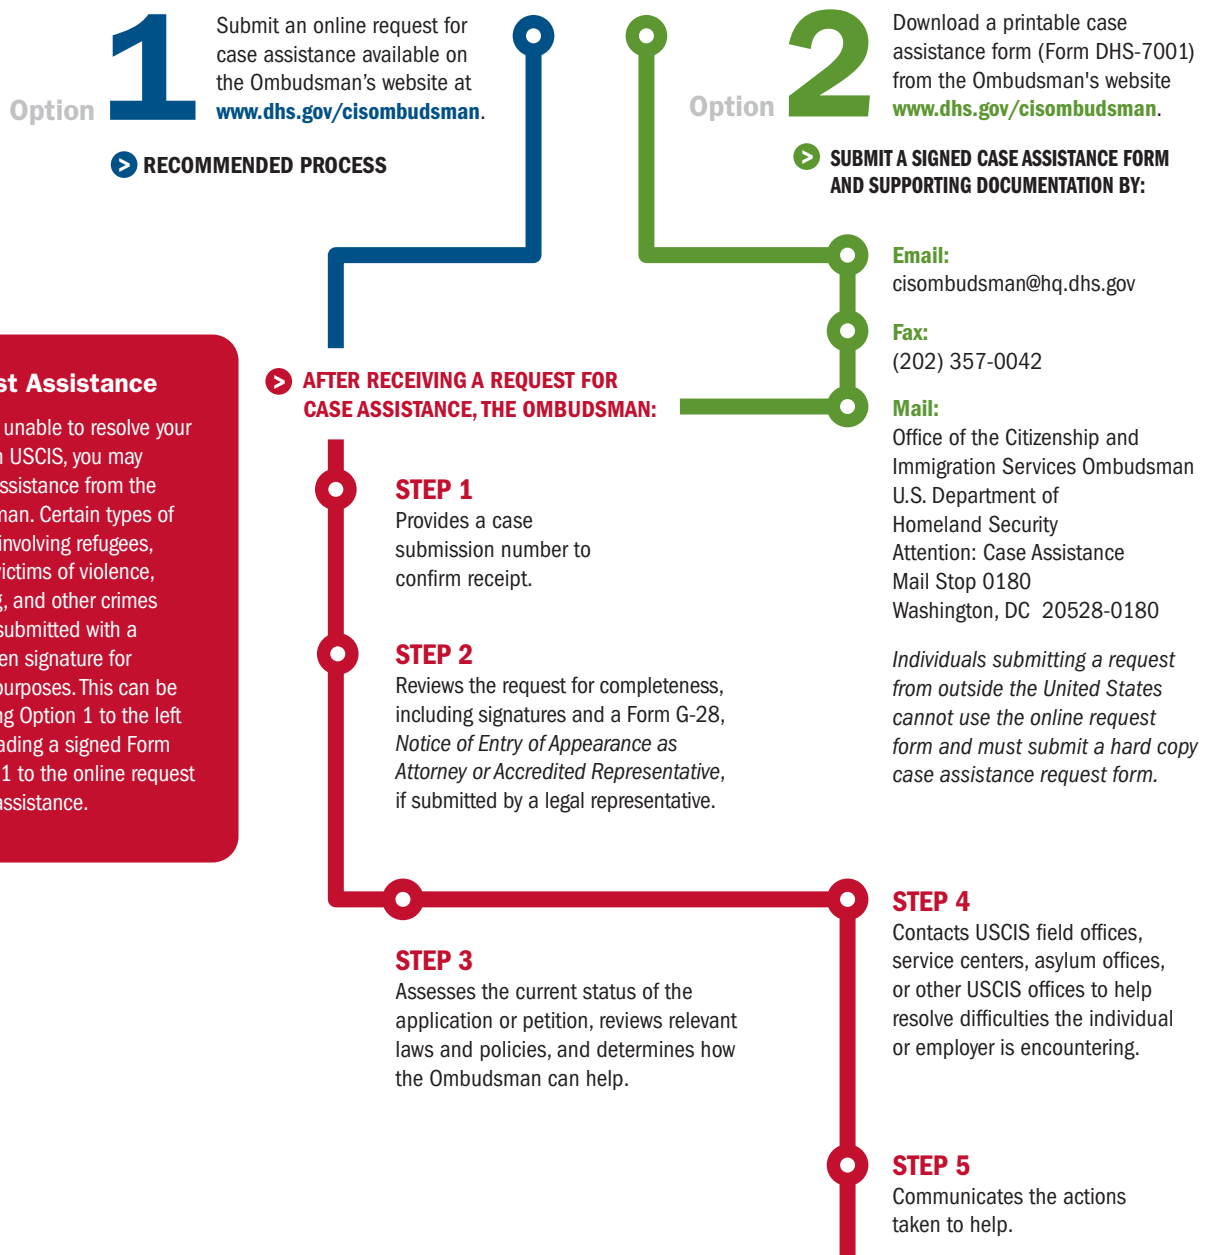 Option 1
Submit an online request for
case assistance available on
the Ombudsman’s website at
www.dhs.gov/cisombudsman.
> RECOMMENDED PROCESS
Option 2
Download a printable case
assistance form (Form DHS-7001)
from the Ombudsman's website
www.dhs.gov/cisombudsman.
> SUBMIT A SIGNED CASE ASSISTANCE FORM
AND SUPPORTING DOCUMENTATION BY:
Email:
cisombudsman@hq.dhs.gov
Fax:
(202) 357-0042
Mail:
Office of the Citizenship and
Immigration Services Ombudsman
U.S. Department of
Homeland Security
Attention: Case Assistance
Mail Stop 0180
Washington, DC 20528-0180
Individuals submitting a request
from outside the United States
cannot use the online request
form and must submit a hard copy
case assistance request form.
Assistance
unable to resolve your
USCIS, you may
assistance from the
Certain types of
involving refugees,
victims of violence,
and other crimes
submitted with a
signature for
purposes. This can be
Option 1 to the left
a signed Form
1 to the online request
assistance.
> AFTER RECEIVING A REQUEST FOR
CASE ASSISTANCE, THE OMBUDSMAN:
STEP 1
Provides a case
submission number to
confirm receipt.
STEP 2
Reviews the request for completeness,
including signatures and a Form G-28,
Notice of Entry of Appearance as
Attorney or Accredited Representative,
if submitted by a legal representative.
STEP 3
Assesses the current status of the
application or petition, reviews relevant
laws and policies, and determines how
the Ombudsman can help.
STEP 4
Contacts USCIS field offices,
service centers, asylum offices,
or other USCIS offices to help
resolve difficulties the individual
or employer is encountering.
STEP 5
Communicates the actions
taken to help.